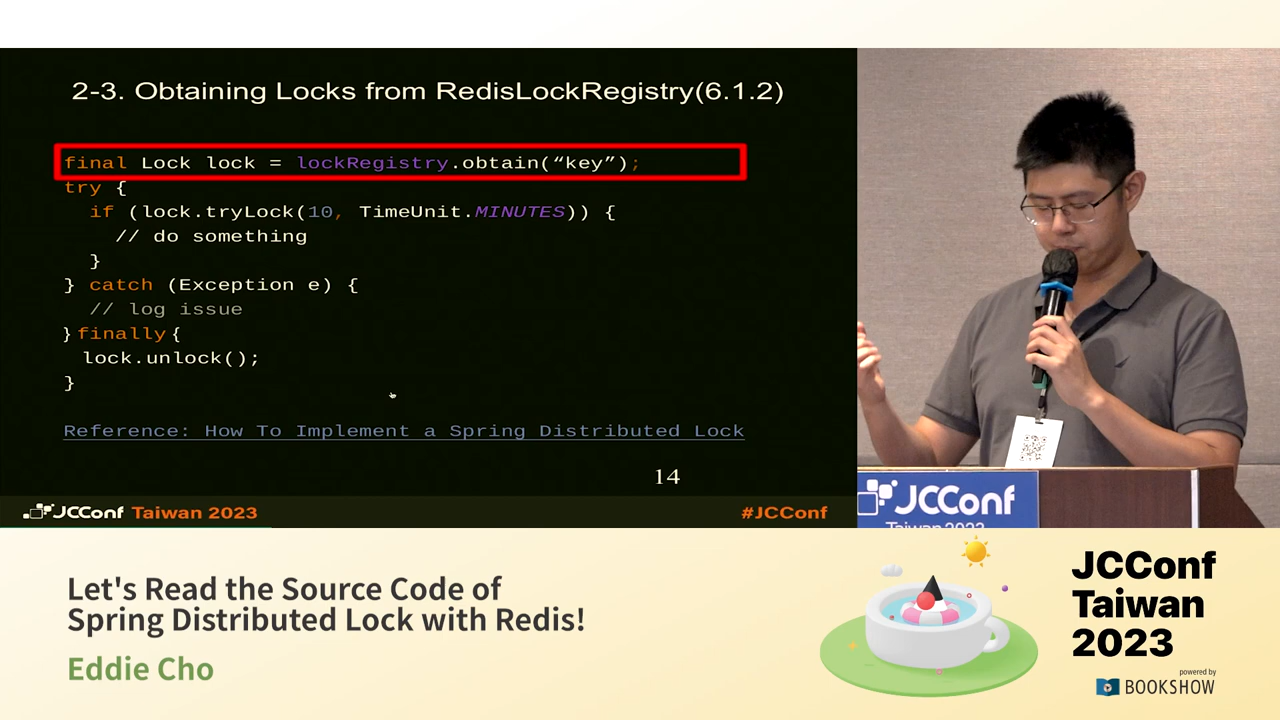 2-3. Obtaining Locks from RedisLockRegistry(6.1.2)
final Lock lock = lockRegistry.obtain(“key”);
try {
if (lock.tryLock(10, TimeUnit.MINUTES)) {
// do something
}
} catch (Exception e) {
// log issue
} finally {
lock.unlock();
}
Reference: How To Implement a Spring Distributed Lock
14
JCConf Taiwan 2023
#JCConf
JCConf
Taiwan 2023
Let's Read the Source Code of
Spring Distributed Lock with Redis!
Eddie Cho
JCConf
Taiwan
2023
powered by
BOOKSHOW